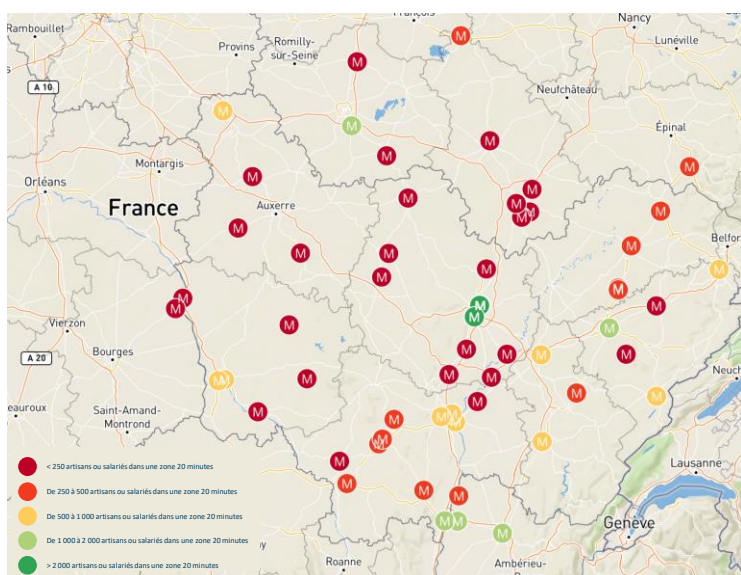 François
Nancy
Rambouillet
Romilly-
sur-Seine
Provins
Lunéville
A 10
Neufchâteau
Épinal
Montargis
Orléans
France
Auxerre
Belfor
Vierzon
Bourges
A 20
Neuch
eauroux
Saint-Amand-
Montrond
Lausanne
< 250 artisans ou salariés dans une zone 20 minutes
De 250 à 500 artisans ou salariés dans une zone 20 minutes
De 500 à 1 000 artisans ou salariés dans une zone 20 minutes
De 1 000 à 2 000 artisans ou salariés dans une zone 20 minutes
> 2 000 artisans ou salariés dans une zone 20 minutes
Genève
Roanne
Ambérieu-
M M M M M M M M M M M M M M M M M M M M M M M M M M M M M M M M M M M M M M M M M M M M M M M M M M M M M M